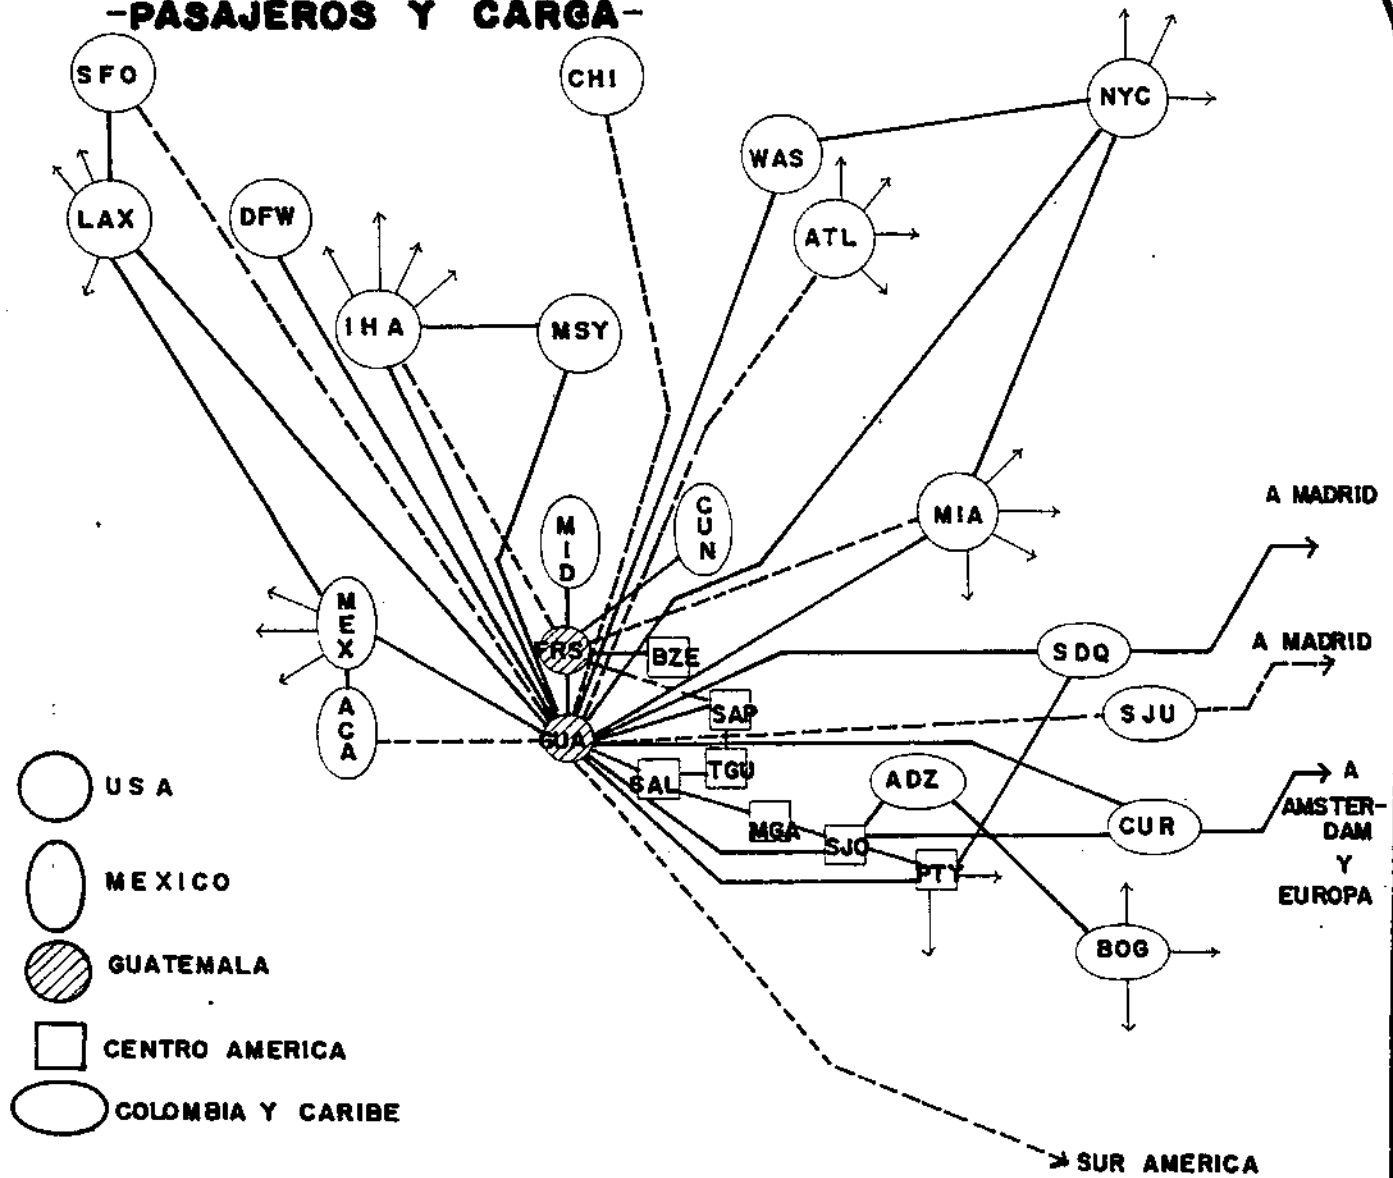 -PASAJEROS Y CARGA-
SFO
CHI
NYC
WAS
LAX
DFW
ATL
IHA
MSY
MID
CUN
MIA
A MADRID
MEX
FRS
BZE
SDQ
A MADRID
ACA
SAP
SJU
GUA
TGU
SAL
ADZ
A
AMSTER-
DAM
Y
EUROPA
MGA
SJO
CUR
PTY
BOG
USA
MEXICO
GUATEMALA
CENTRO AMERICA
COLOMBIA Y CARIBE
SUR AMERICA